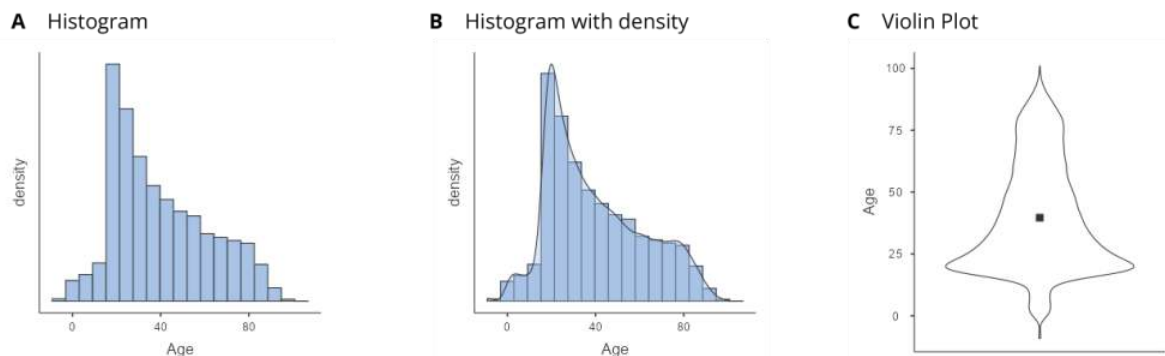 A Histogram
density
0 40 80
Age
B Histogram with density
density
0 40 80
Age
C Violin Plot
100
75
50
25
0
Age